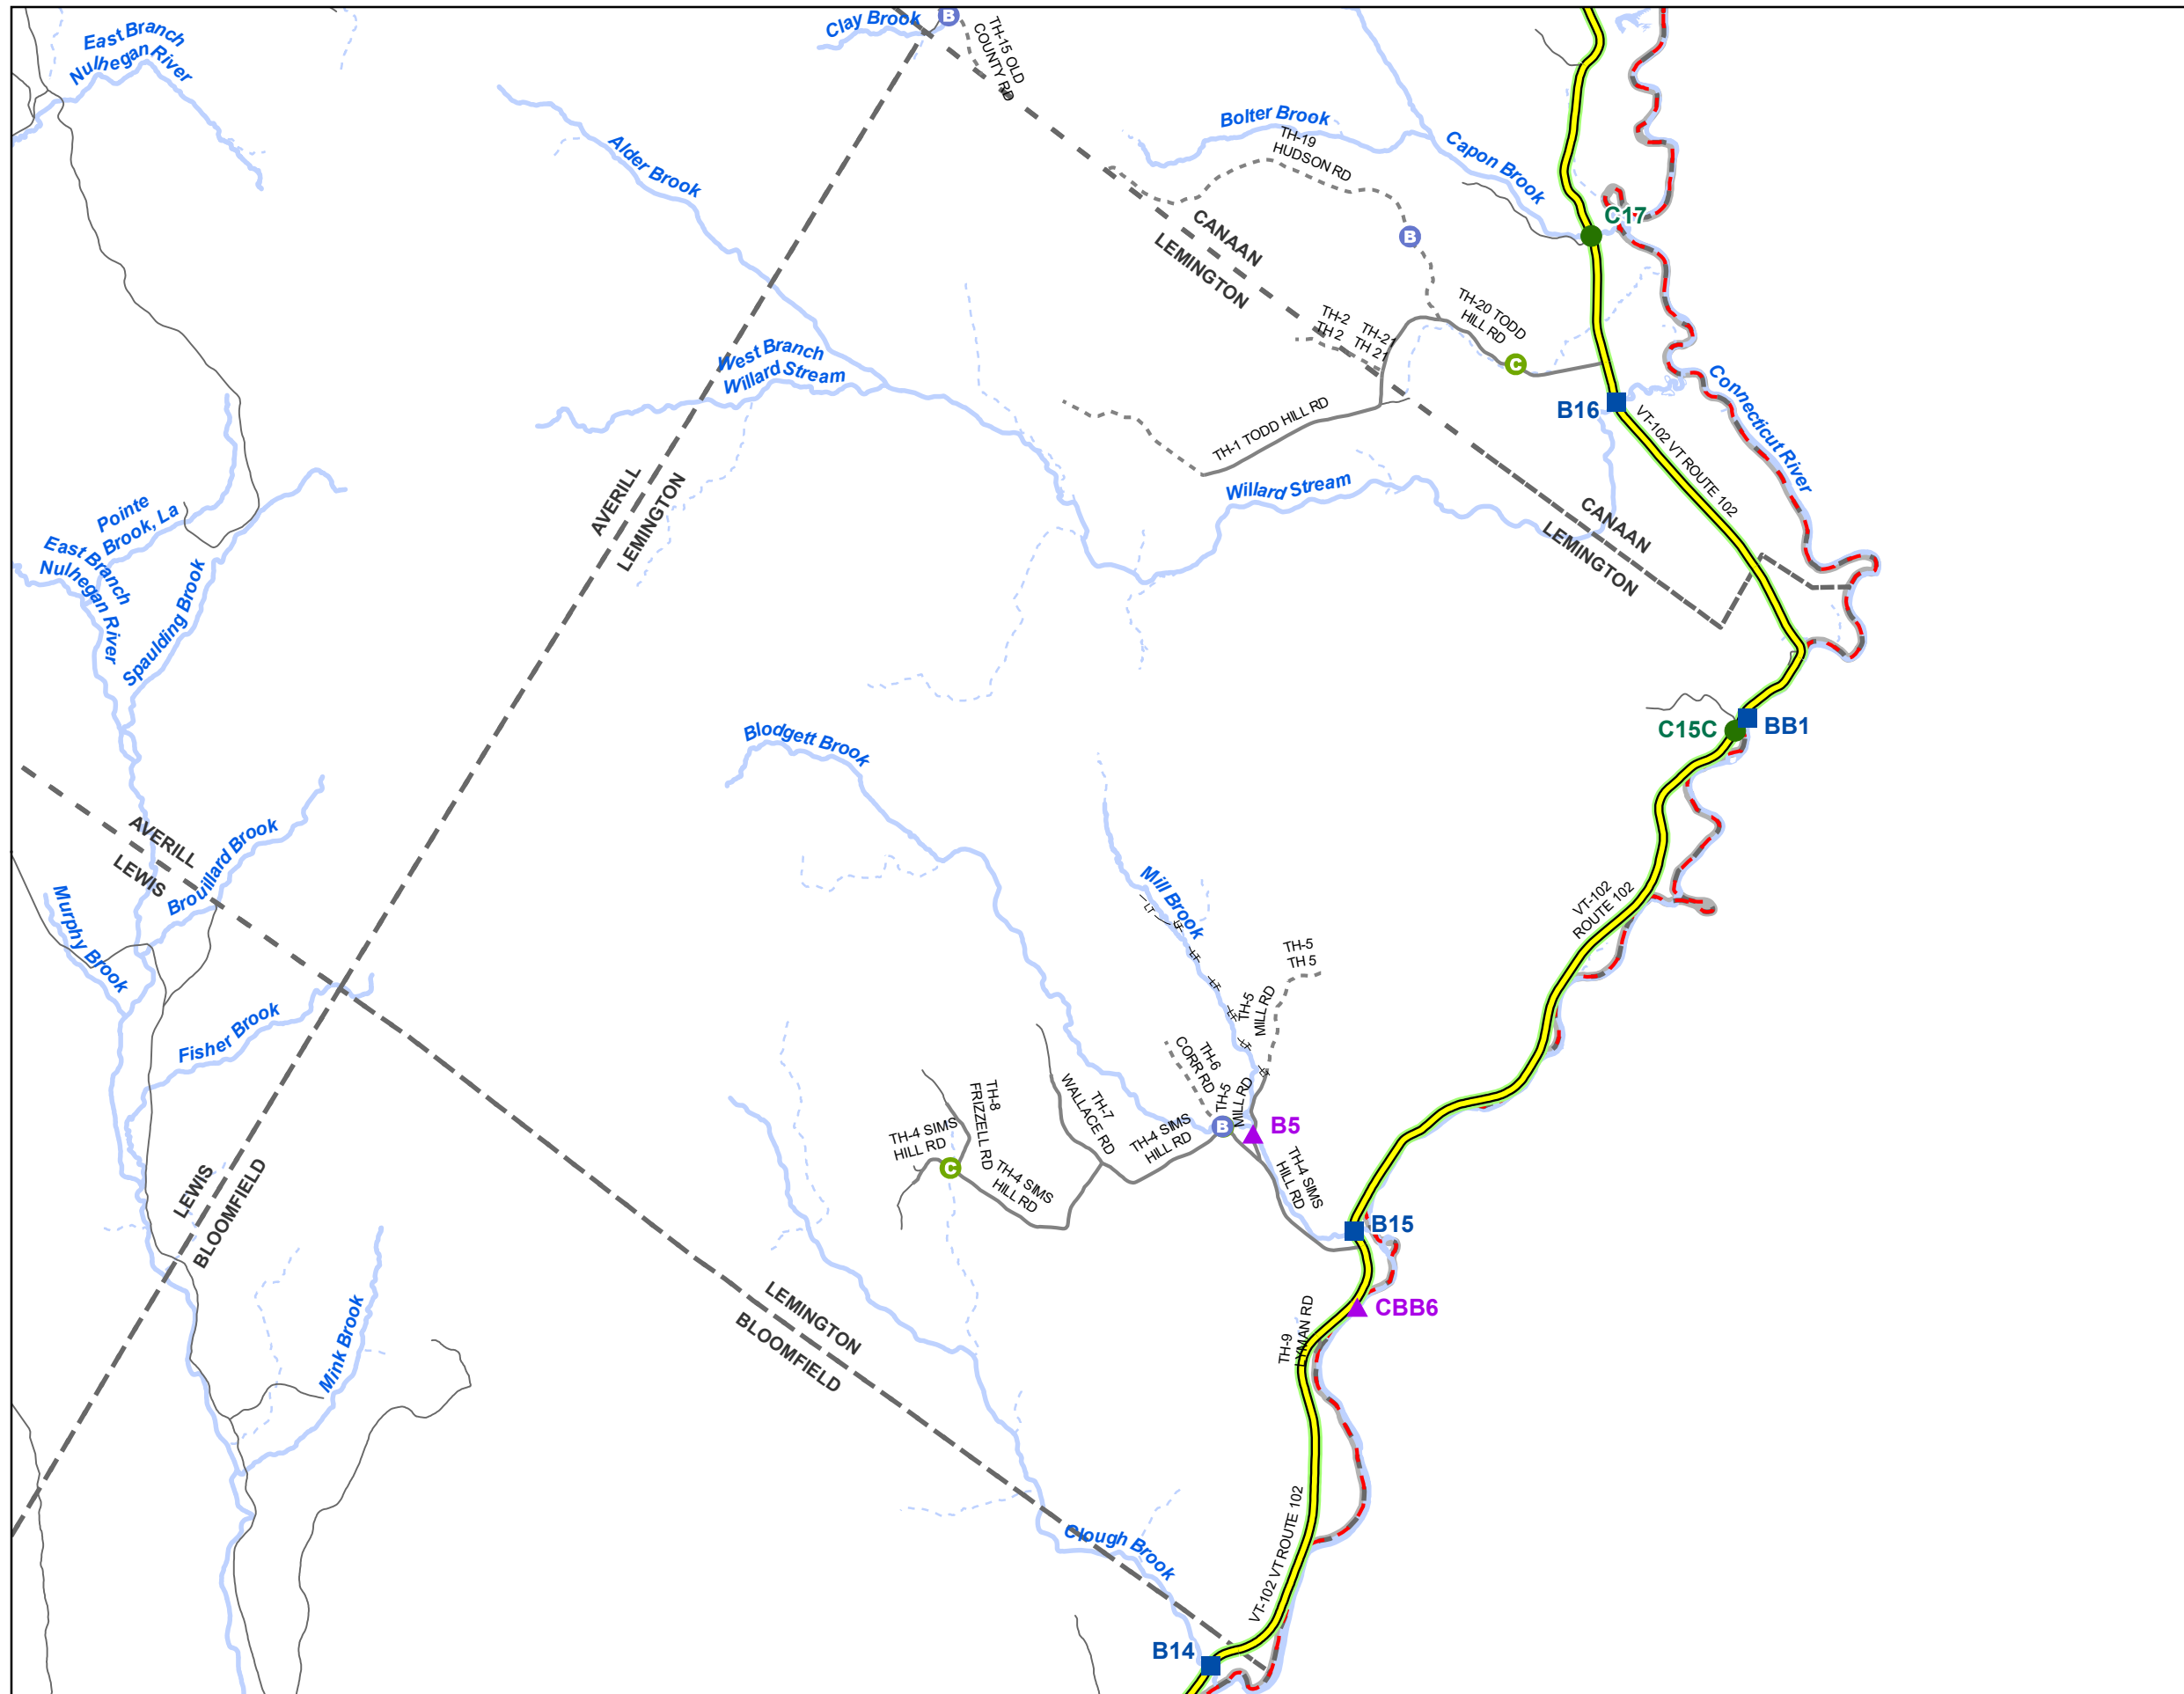 East Branch
Nulhegan River
Clay Brook
B
TH-15 OLD
COUNTY RD
Alder Brook
Bolter Brook
TH-19
HUDSON RD
Capon Brook
C17
CANAAN
LEMINGTON
B
TH-2
TH 2
TH-21
TH 21
TH-20 TODD
HILL RD
C
West Branch
Willard Stream
Connecticut River
B16
VT-102 VT ROUTE 102
TH-1 TODD HILL RD
Willard Stream
AVERILL
LEMINGTON
CANAAN
LEMINGTON
Pointe
Brook, La
East Branch
Nulhegan River
Spaulding Brook
Blodgett Brook
C15C
BB1
AVERILL
LEWIS
Brouillard Brook
Murphy Brook
Mill Brook
LT
LT
LT
LT
LT
LT
LT
VT-102
ROUTE 102
TH-5
TH 5
TH-5
MILL RD
Fisher Brook
TH-6
CORR RD
TH-5
MILL RD
TH-8
FRIZZELL RD
TH-7
WALLACE RD
TH-4 SIMS
HILL RD
TH-4 SIMS
HILL RD
B
B5
C
TH-4 SIMS
HILL RD
TH-4 SIMS
HILL RD
LEWIS
BLOOMFIELD
B15
CBB6
LEMINGTON
BLOOMFIELD
TH-9
LYMAN RD
Mink Brook
VT-102 VT ROUTE 102
Clough Brook
B14